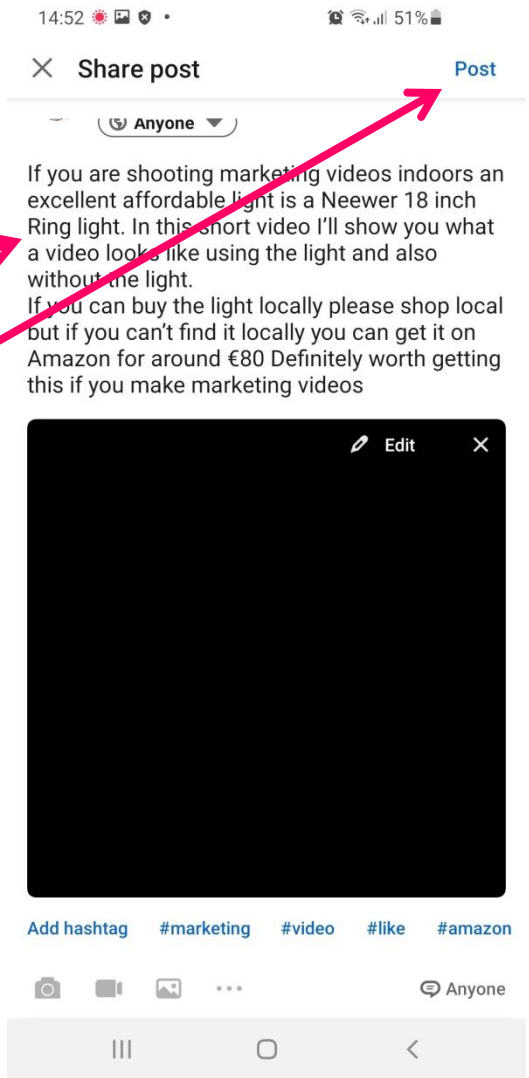 14:52 51%
Share post Post
Anyone
If you are shooting marketing videos indoors an
excellent affordable light is a Neewer 18 inch
Ring light. In this short video I’ll show you what
a video looks like using the light and also
without the light.
If you can buy the light locally please shop local
but if you can’t find it locally you can get it on
Amazon for around €80 Definitely worth getting
this if you make marketing videos
Edit
Add hashtag #marketing #video #like #amazon
Anyone